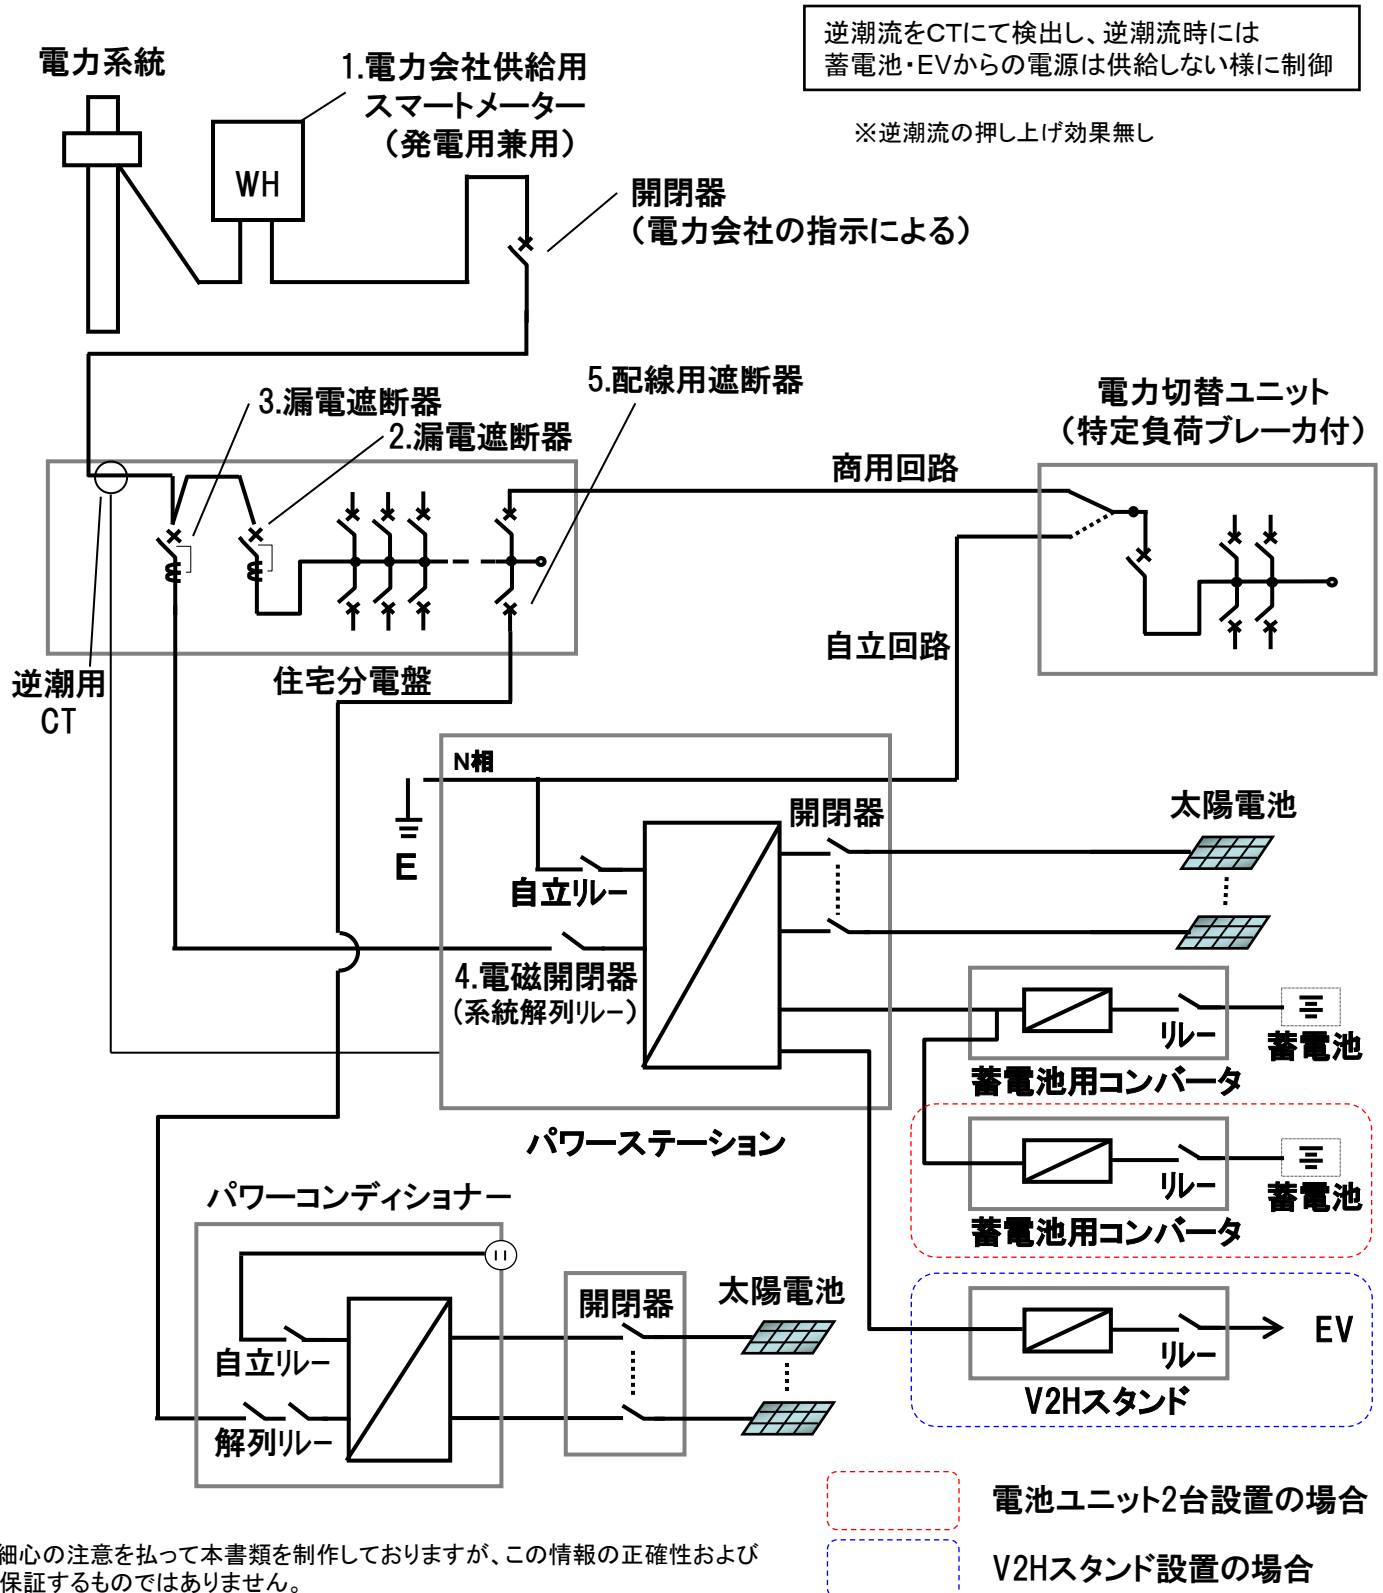 逆潮流をCTにて検出し、逆潮流時には
蓄電池・EVからの電源は供給しない様に制御
※逆潮流の押し上げ効果無し
電力系統
1.電力会社供給用
スマートメーター
（発電用兼用）
WH
開閉器
（電力会社の指示による）
5.配線用遮断器
3.漏電遮断器
2.漏電遮断器
電力切替ユニット
（特定負荷ブレーカ付）
商用回路
自立回路
住宅分電盤
逆潮用
CT
N相
E
開閉器
太陽電池
自立リレー
4.電磁開閉器
（系統解列リレー）
リレー
蓄電池
蓄電池用コンバータ
パワーステーション
リレー
蓄電池
蓄電池用コンバータ
パワーコンディショナー
開閉器
太陽電池
自立リレー
解列リレー
リレー
EV
V2Hスタンド
電池ユニット2台設置の場合
V2Hスタンド設置の場合
細心の注意を払って本書類を制作しておりますが、この情報の正確性および
保証するものではありません。